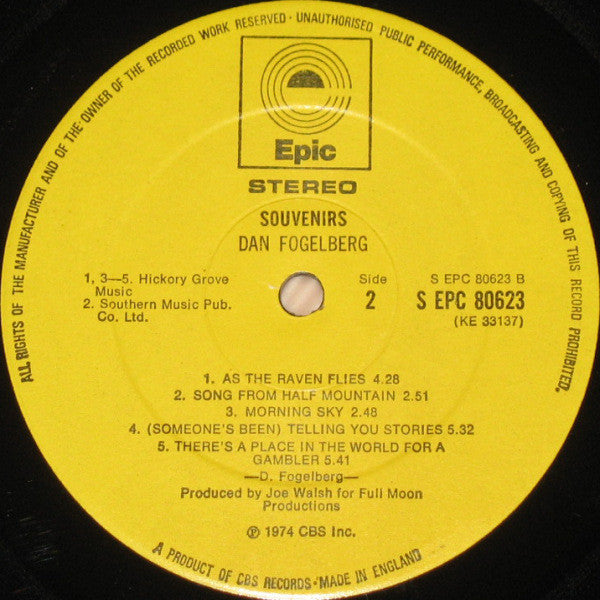 ALL RIGHTS OF THE MANUFACTURER AND OF THE OWNER OF THE RECORDED WORK RESERVED · UNAUTHORISED PUBLIC PERFORMANCE, BROADCASTING AND COPYING OF THIS RECORD PROHIBITED.
Epic
STEREO
SOUVENIRS
DAN FOGELBERG
1, 3—5. Hickory Grove
Music
2. Southern Music Pub.
Co. Ltd.
Side
2
S EPC 80623 B
S EPC 80623
(KE 33137)
1. AS THE RAVEN FLIES 4.28
2. SONG FROM HALF MOUNTAIN 2.51
3. MORNING SKY 2.48
4. (SOMEONE'S BEEN) TELLING YOU STORIES 5.32
5. THERE'S A PLACE IN THE WORLD FOR A
GAMBLER 5.41
—D. Fogelberg—
Produced by Joe Walsh for Full Moon
Productions
℗ 1974 CBS Inc.
A PRODUCT OF CBS RECORDS · MADE IN ENGLAND